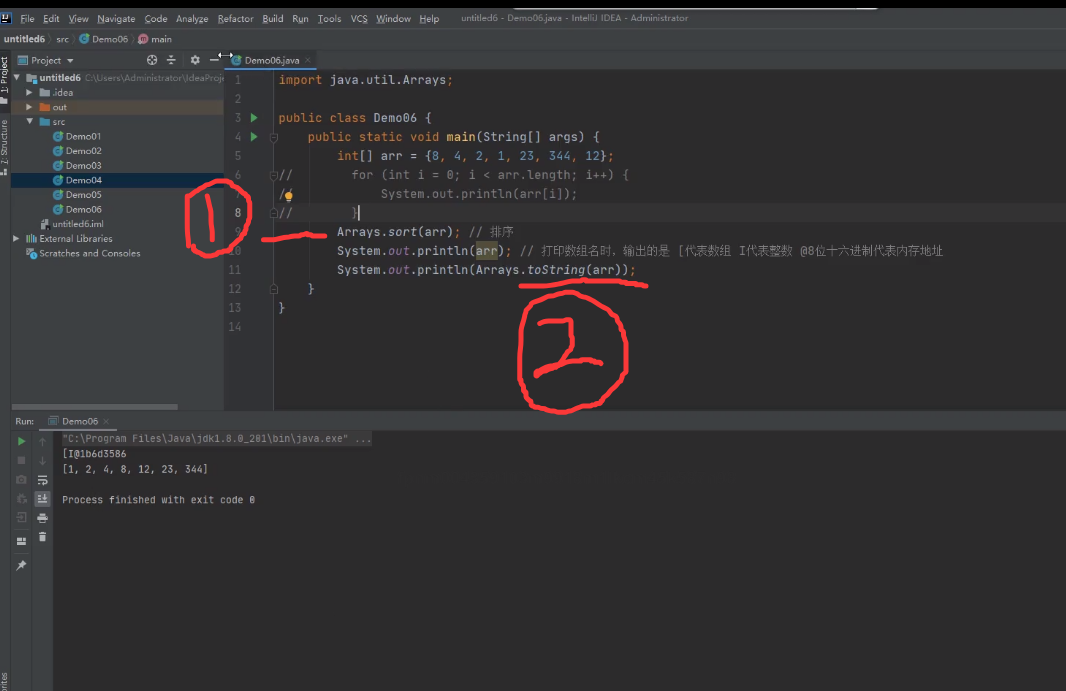 File Edit View Navigate Code Analyze Refactor Build Run Tools VCS Window Help untitled6 - Demo06.java - IntelliJ IDEA - Administrator
untitled6 src Demo06 main
Project
Demo06.java
1: Project
7: Structure
untitled6 C:\Users\Administrator\IdeaProje
.idea
out
src
Demo01
Demo02
Demo03
Demo04
Demo05
Demo06
untitled6.iml
External Libraries
Scratches and Consoles
1 import java.util.Arrays;
2
3 public class Demo06 {
4 public static void main(String[] args) {
5 int[] arr = {8, 4, 2, 1, 23, 344, 12};
6 // for (int i = 0; i < arr.length; i++) {
// System.out.println(arr[i]);
8 // }
9 Arrays.sort(arr); // 排序
10 System.out.println(arr); // 打印数组名时，输出的是 [代表数组 I代表整数 @8位十六进制代表内存地址
11 System.out.println(Arrays.toString(arr));
12 }
13 }
14
1
2
Run: Demo06
"C:\Program Files\Java\jdk1.8.0_201\bin\java.exe" ...
[I@1b6d3586
[1, 2, 4, 8, 12, 23, 344]
Process finished with exit code 0